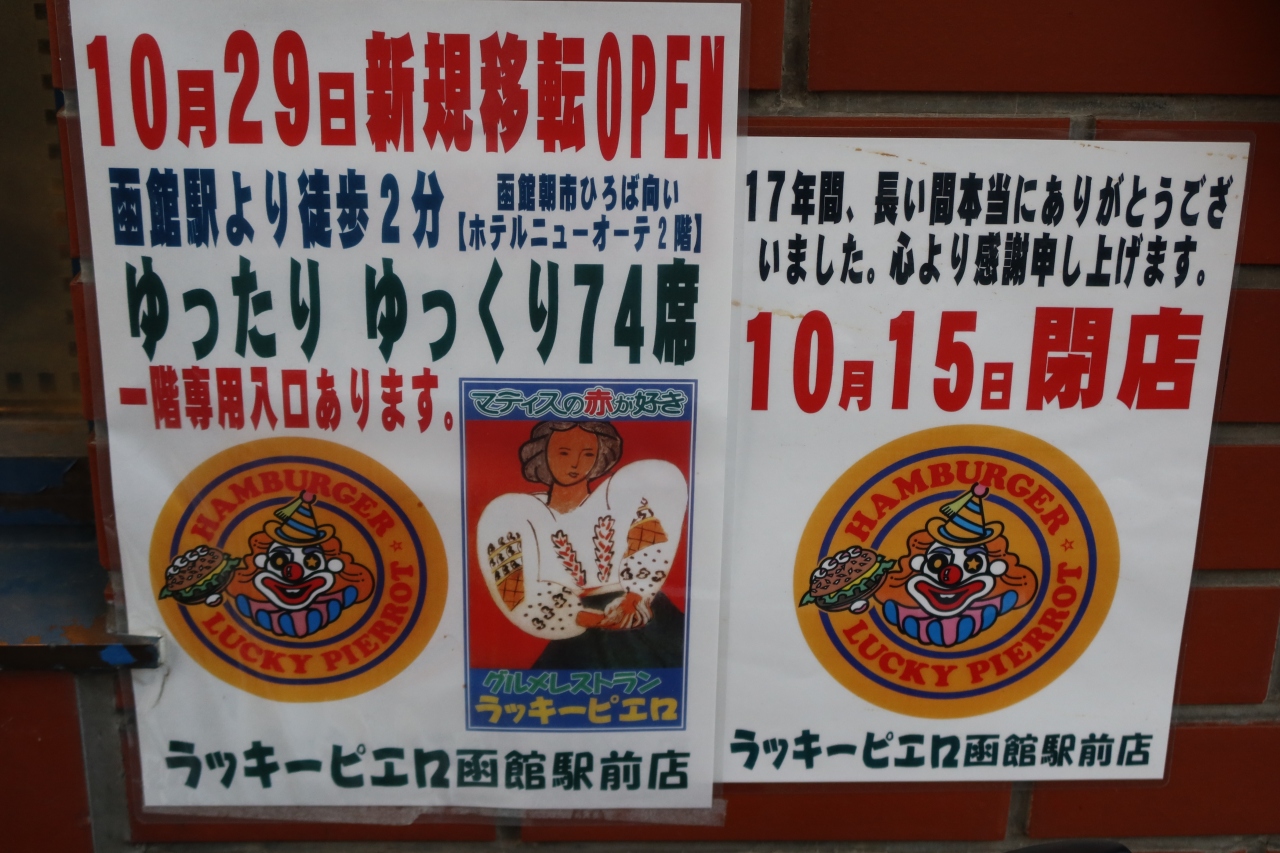 10月29日新規移転OPEN
函館駅より徒歩2分
函館朝市ひろば向い
【ホテルニューオーテ2階】
ゆったり ゆっくり74席
一階専用入口あります。
HAMBURGER
LUCKY PIERROT
マティスの赤が好き
グルメレストラン
ラッキーピエロ
ラッキーピエロ函館駅前店
17年間、長い間本当にありがとうござ
いました。心より感謝申し上げます。
10月15日閉店
HAMBURGER
LUCKY PIERROT
ラッキーピエロ函館駅前店